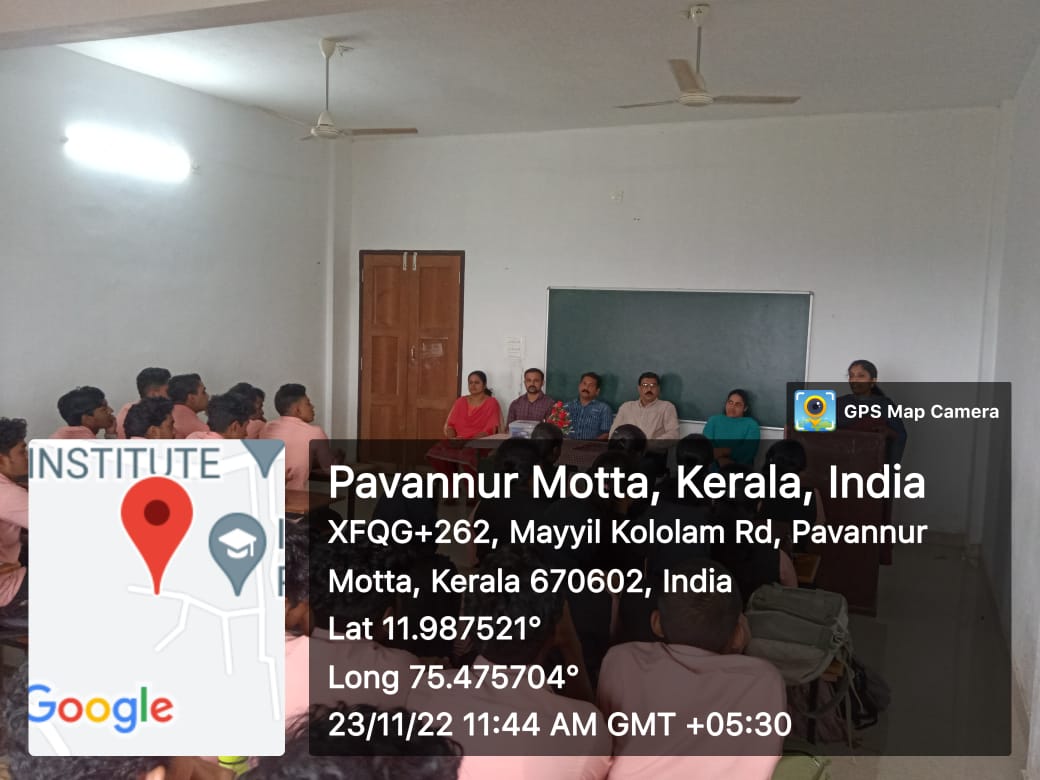 GPS Map Camera
INSTITUTE
Google
Pavannur Motta, Kerala, India
XFQG+262, Mayyil Kololam Rd, Pavannur
Motta, Kerala 670602, India
Lat 11.987521°
Long 75.475704°
23/11/22 11:44 AM GMT +05:30